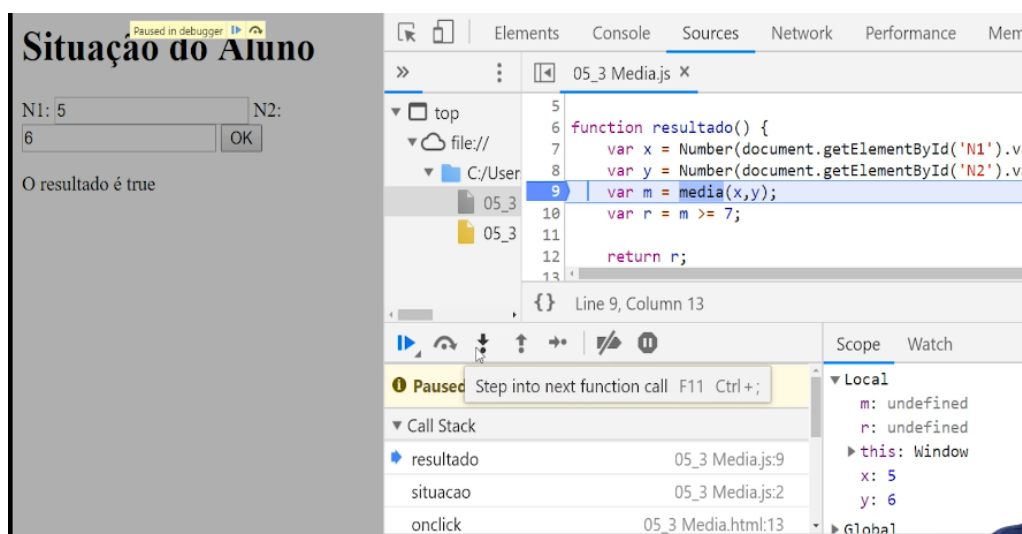 Paused in debugger
Situação do Aluno
N1: 5 N2:
6 OK
O resultado é true
Elements Console Sources Network Performance Mem
» 05_3 Media.js ×
top
file://
C:/User
05_3
05_3
5
6 function resultado() {
7 var x = Number(document.getElementById('N1').v
8 var y = Number(document.getElementById('N2').v
9 var m = media(x,y);
10 var r = m >= 7;
11
12 return r;
13
{} Line 9, Column 13
Step into next function call F11 Ctrl+;
Paused
Call Stack
resultado 05_3 Media.js:9
situacao 05_3 Media.js:2
onclick 05_3 Media.html:13
Scope Watch
Local
m: undefined
r: undefined
this: Window
x: 5
y: 6
Global